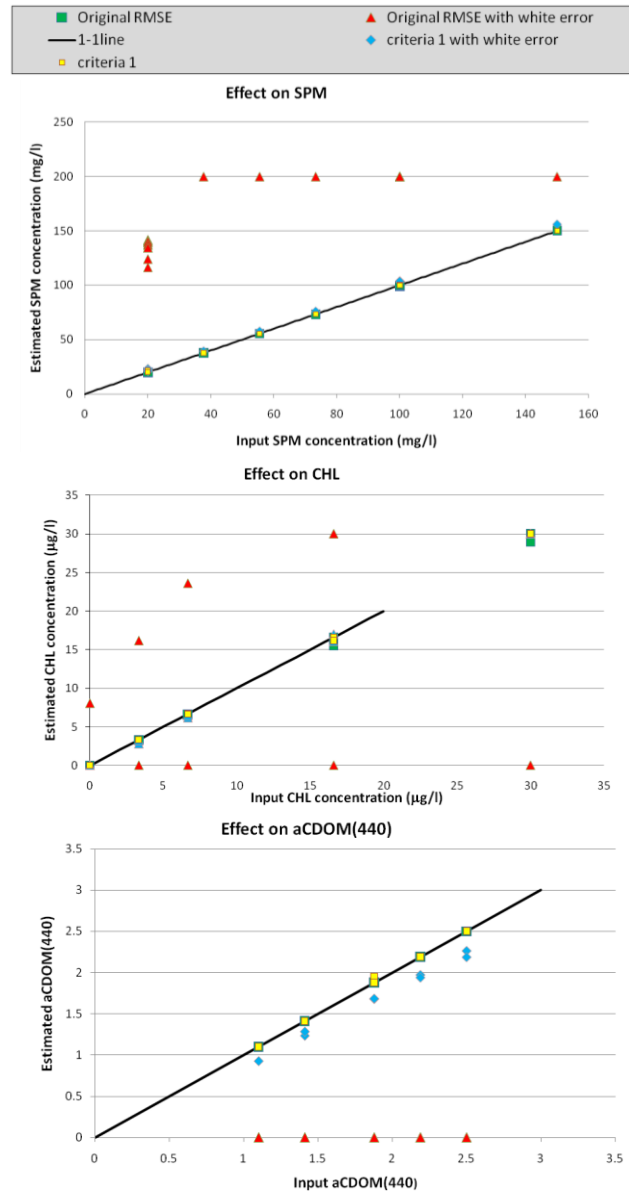 Original RMSE Original RMSE with white error
1-1line criteria 1 with white error
criteria 1
Effect on SPM
Estimated SPM concentration (mg/l)
250
200
150
100
50
0
0 20 40 60 80 100 120 140 160
Input SPM concentration (mg/l)
Effect on CHL
Estimated CHL concentration (µg/l)
35
30
25
20
15
10
5
0
0 5 10 15 20 25 30 35
Input CHL concentration (µg/l)
Effect on aCDOM(440)
Estimated aCDOM(440)
3.5
3
2.5
2
1.5
1
0.5
0
0 0.5 1 1.5 2 2.5 3 3.5
Input aCDOM(440)